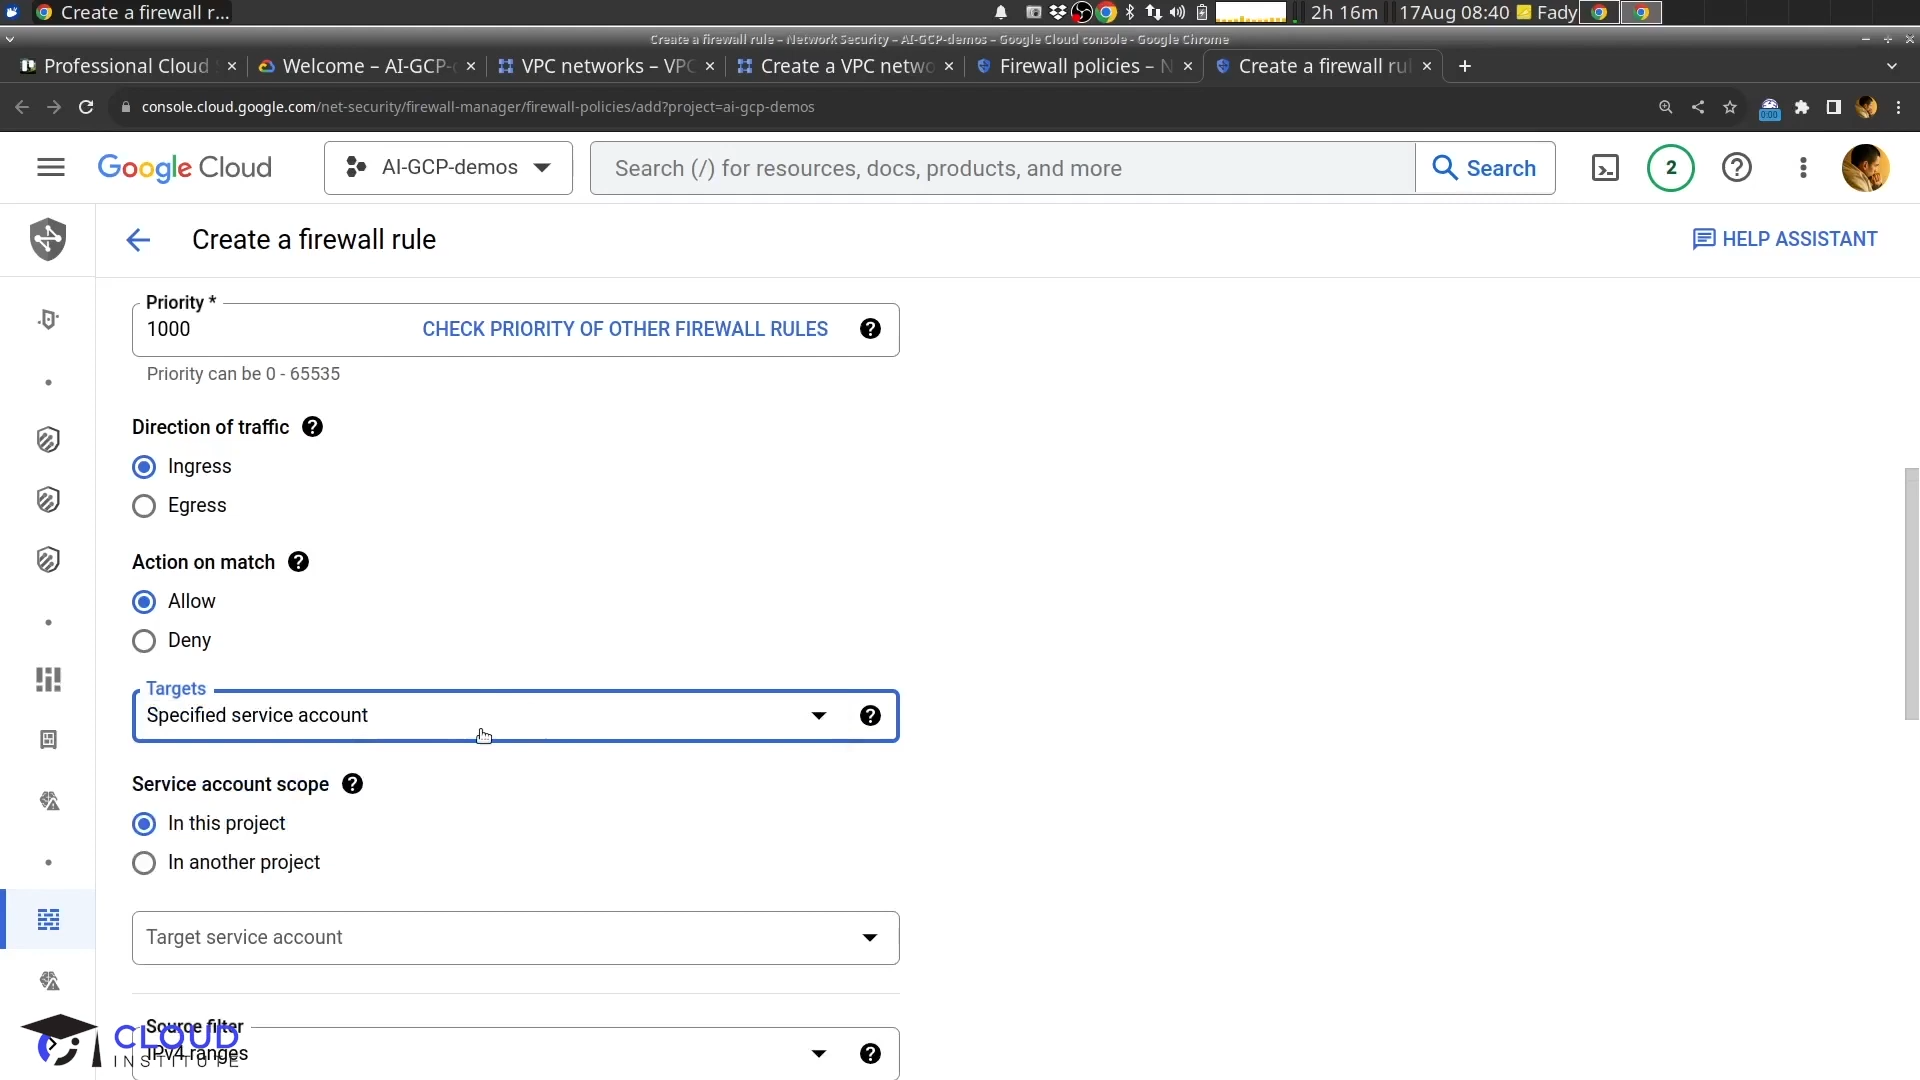 Create a firewall r...
2h 16m
17Aug 08:40
Fady
Create a firewall rule – Network Security – AI-GCP-demos – Google Cloud console - Google Chrome
Professional Cloud
Welcome – AI-GCP-
VPC networks – VPC
Create a VPC netwo
Firewall policies – N
Create a firewall rul
console.cloud.google.com/net-security/firewall-manager/firewall-policies/add?project=ai-gcp-demos
0:00
Google Cloud
AI-GCP-demos
Search (/) for resources, docs, products, and more
Search
2
Create a firewall rule
HELP ASSISTANT
Priority *
1000
CHECK PRIORITY OF OTHER FIREWALL RULES
Priority can be 0 - 65535
Direction of traffic
Ingress
Egress
Action on match
Allow
Deny
Targets
Specified service account
Service account scope
In this project
In another project
Target service account
Source filter
IPv4 ranges
CLOUD
INSTITUTE